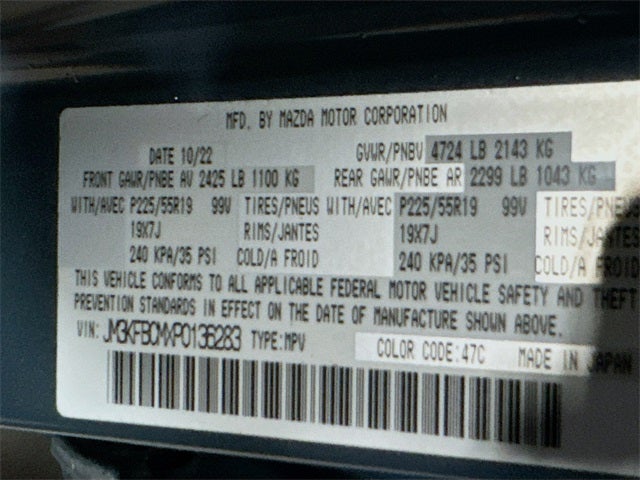 MFD. BY MAZDA MOTOR CORPORATION
DATE 10/22 GVWR/PNBV 4724 LB 2143 KG
FRONT GAWR/PNBE AV 2425 LB 1100 KG REAR GAWR/PNBE AR 2299 LB 1043 KG
WITH/AVEC P225/55R19 99V TIRES/PNEUS WITH/AVEC P225/55R19 99V TIRES/PNEUS
19X7J RIMS/JANTES 19X7J RIMS/JANTES
240 KPA/35 PSI COLD/A FROID 240 KPA/35 PSI COLD/A FROID
THIS VEHICLE CONFORMS TO ALL APPLICABLE FEDERAL MOTOR VEHICLE SAFETY AND THEFT
PREVENTION STANDARDS IN EFFECT ON THE DATE OF MANUFACTURE SHOWN ABOVE.
VIN: JM3KFBCMXP0136283 TYPE:MPV COLOR CODE:47C MADE IN JAPAN